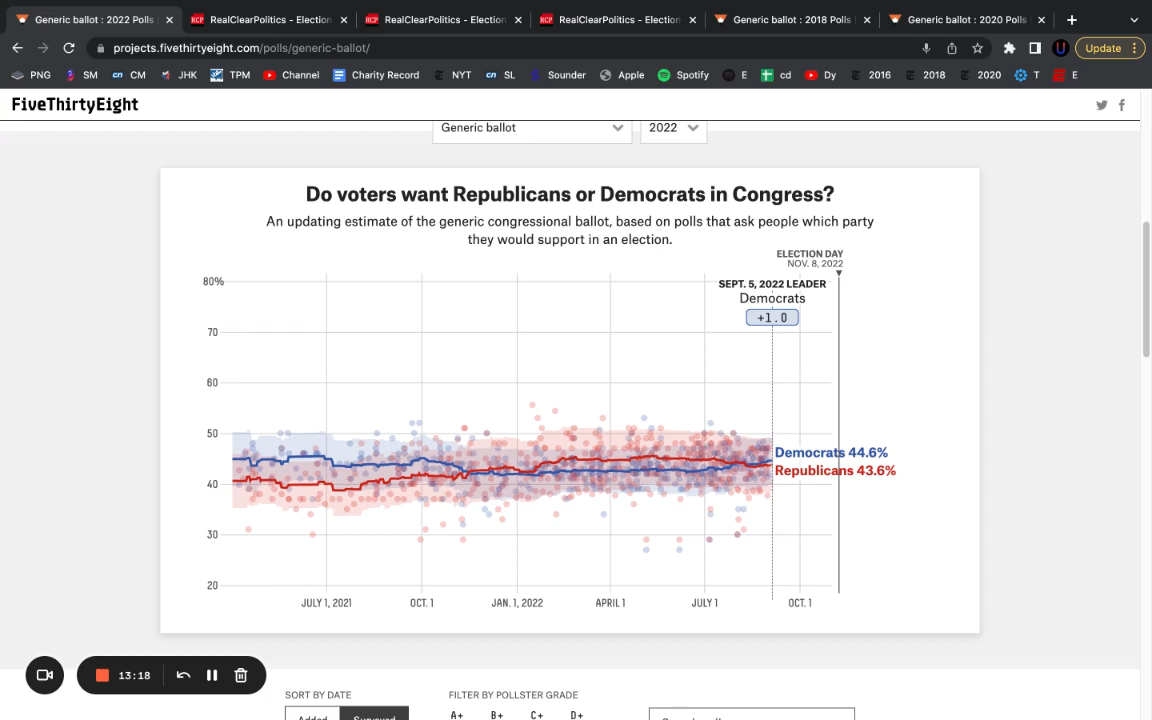 Generic ballot : 2022 Polls
RealClearPolitics - Election
RealClearPolitics - Election
RealClearPolitics - Election
Generic ballot : 2018 Polls
Generic ballot : 2020 Polls
projects.fivethirtyeight.com/polls/generic-ballot/
Update
PNG
SM
CM
JHK
TPM
Channel
Charity Record
NYT
SL
Sounder
Apple
Spotify
E
cd
Dy
2016
2018
2020
T
E
FiveThirtyEight
Generic ballot
2022
Do voters want Republicans or Democrats in Congress?
An updating estimate of the generic congressional ballot, based on polls that ask people which party
they would support in an election.
ELECTION DAY
NOV. 8, 2022
SEPT. 5, 2022 LEADER
Democrats
+1.0
80%
70
60
50
40
30
20
Democrats 44.6%
Republicans 43.6%
JULY 1, 2021
OCT. 1
JAN. 1, 2022
APRIL 1
JULY 1
OCT. 1
13:18
SORT BY DATE
FILTER BY POLLSTER GRADE
Added
Surveyed
A+
B+
C+
D+